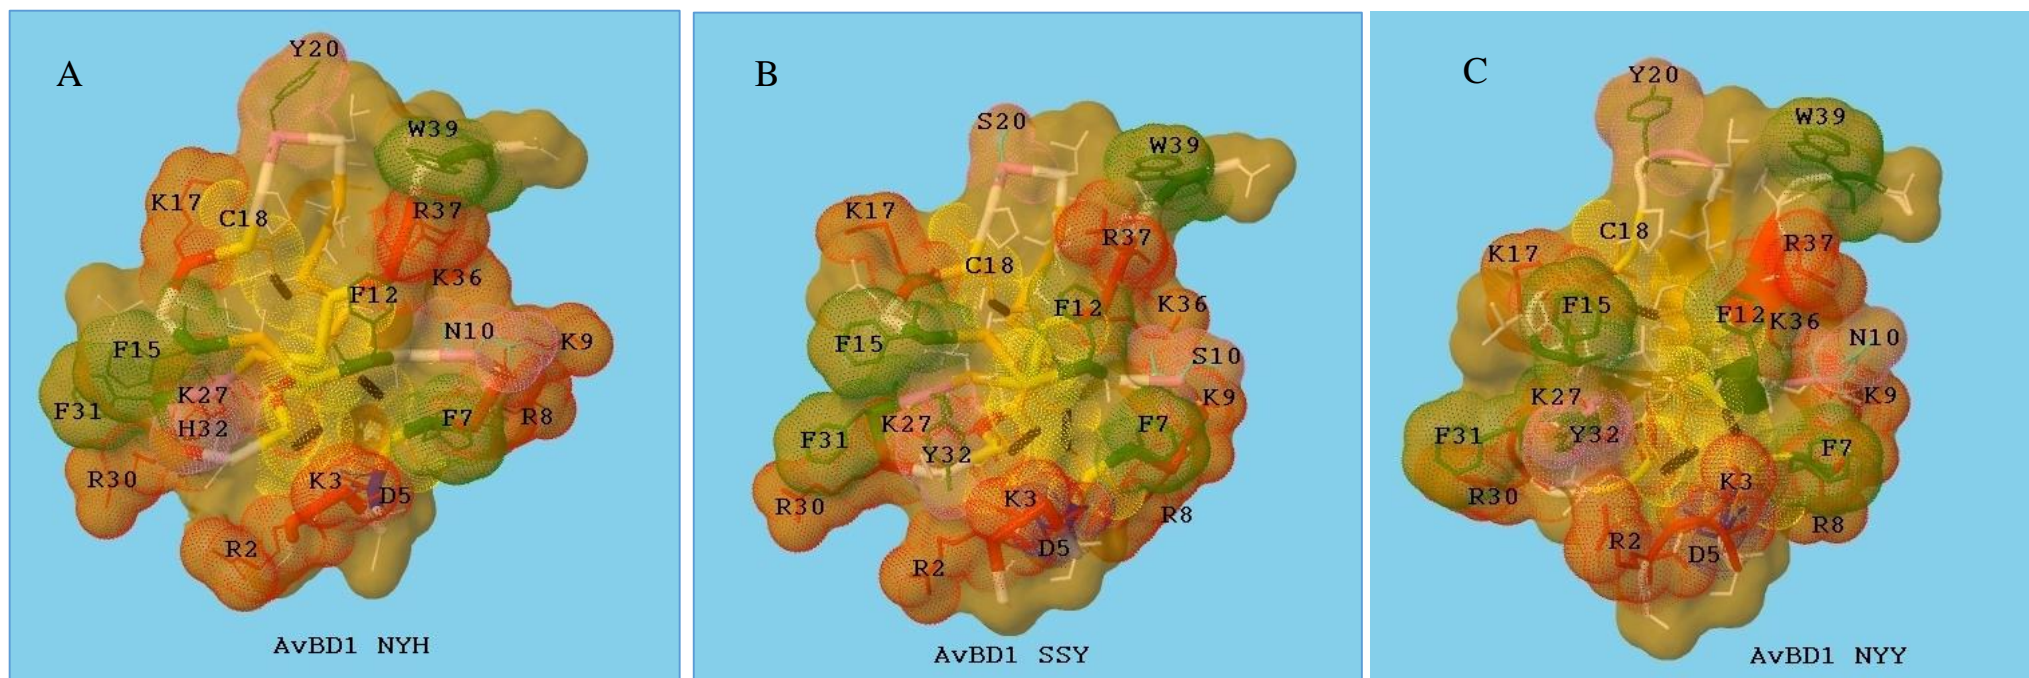 A
Y20
W39
K17
C18
R37
K36
F12
N10
K9
F15
K27
F31
H32
F7
R8
R30
K3
D5
R2
AvBD1 NYH
B
S20
W39
K17
R37
C18
F12
K36
F15
S10
K9
F31
K27
F7
Y32
R30
K3
R8
D5
R2
AvBD1 SSY
C
Y20
W39
C18
K17
R37
F15
F12
K36
N10
K27
K9
F31
Y32
F7
R30
K3
R8
R2
D5
AvBD1 NYY